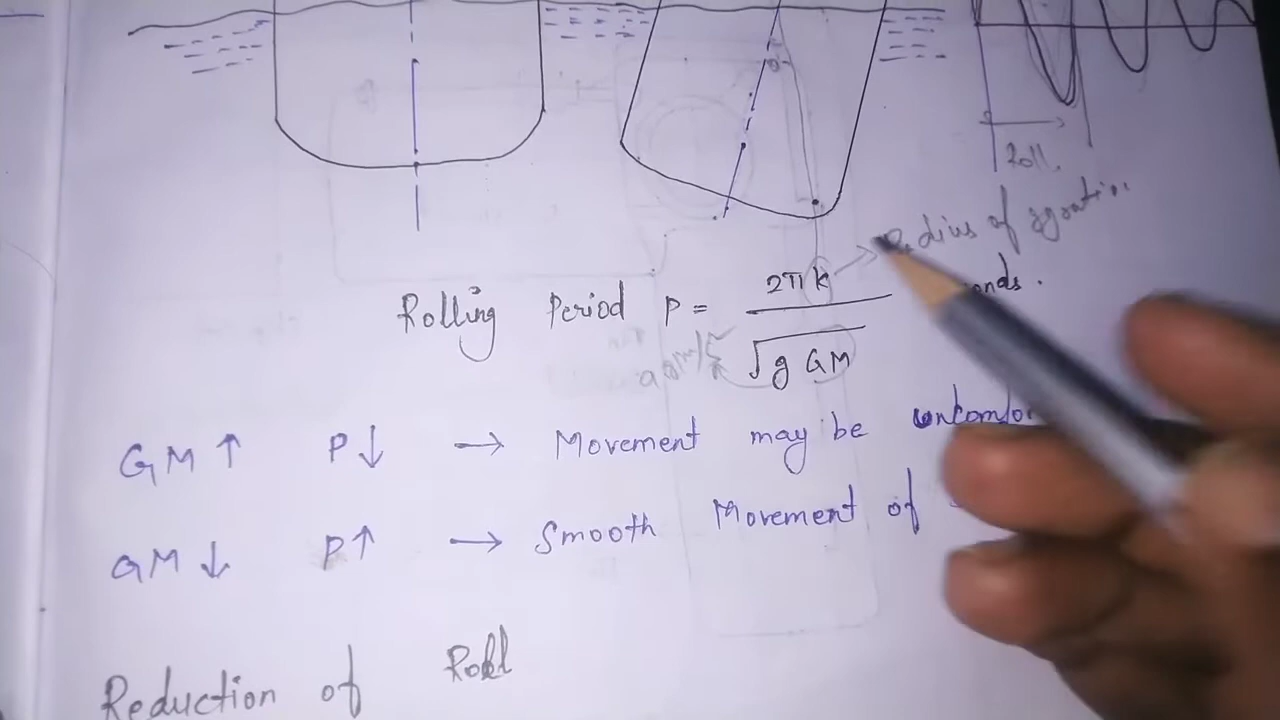 Roll.
Radius of gyration.
Rolling Period P = 2πk / √g GM
GM↑ P↓ → Movement may be
GM↓ P↑ → Smooth Movement of
Reduction of Roll